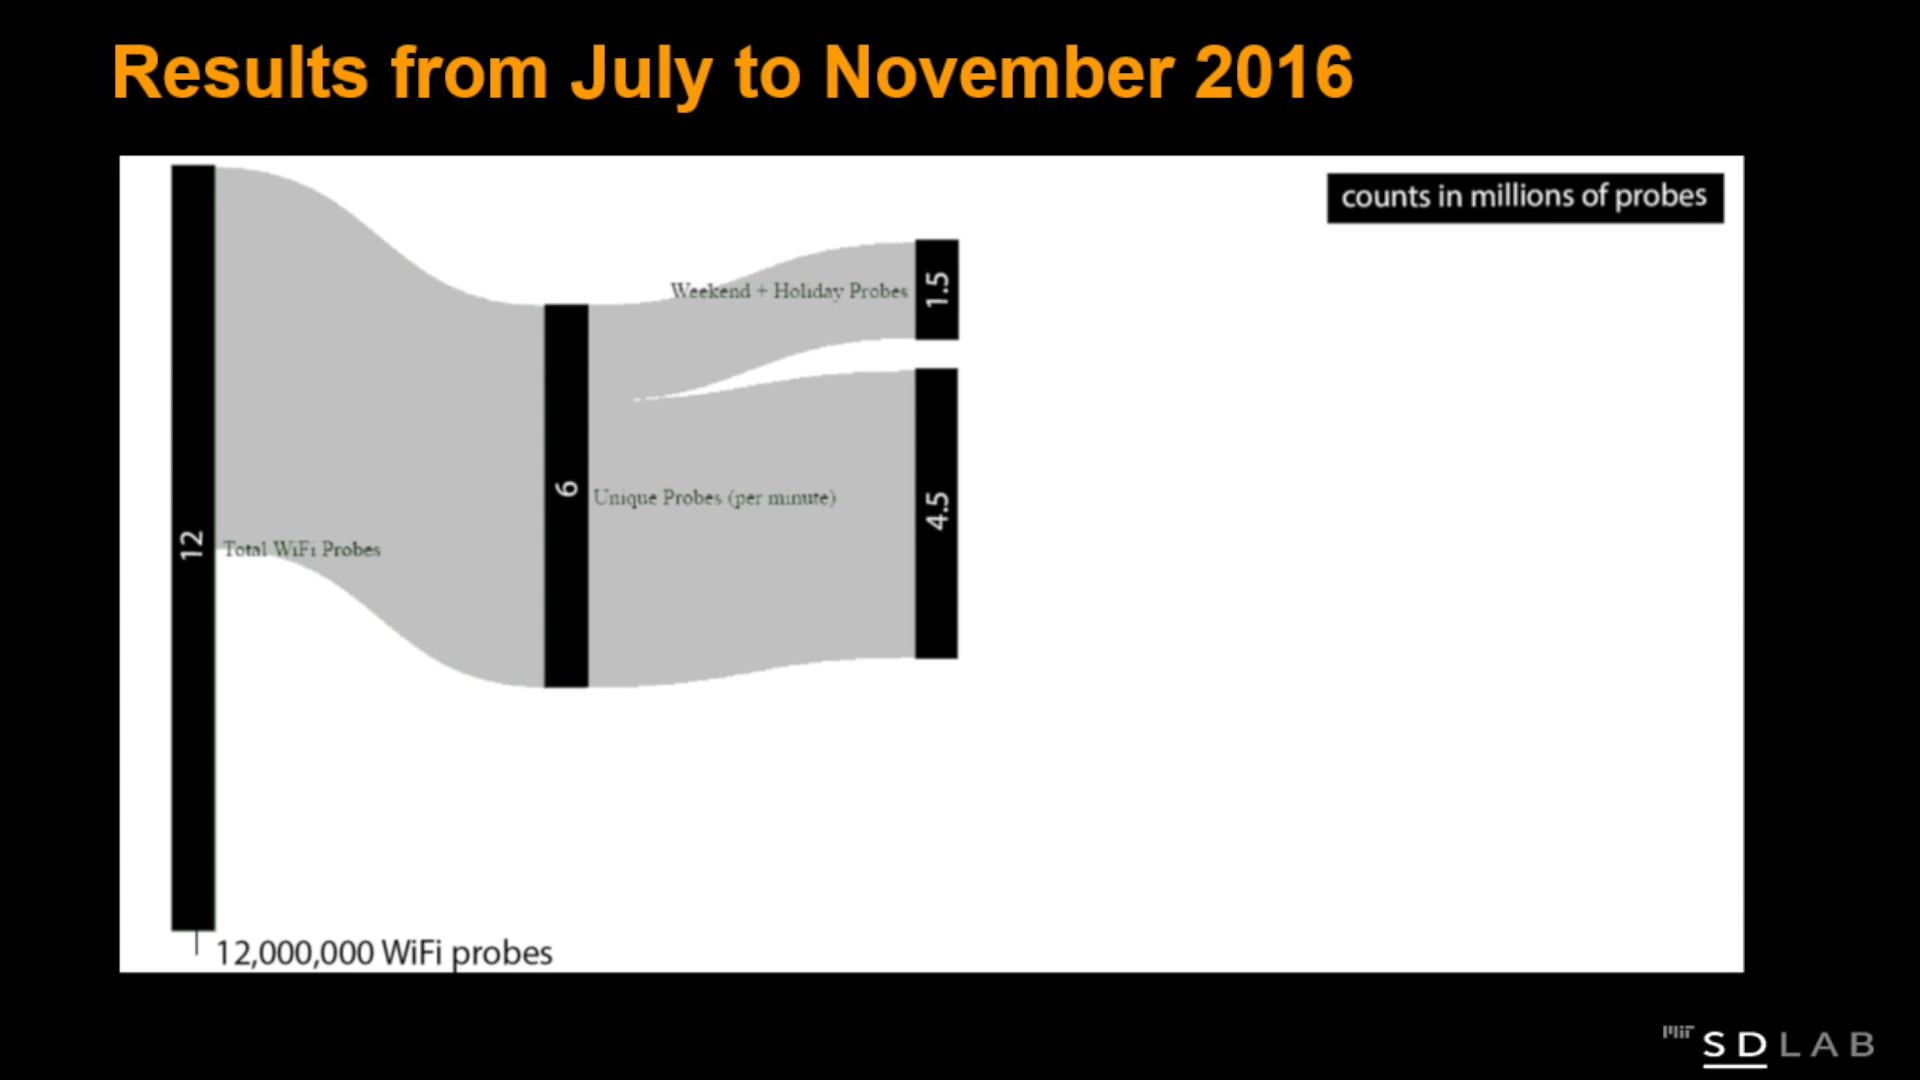 Results from July to November 2016
counts in millions of probes
Weekend + Holiday Probes
1.5
6
Unique Probes (per minute)
4.5
12
Total WiFi Probes
12,000,000 WiFi probes
MIT
SDLAB